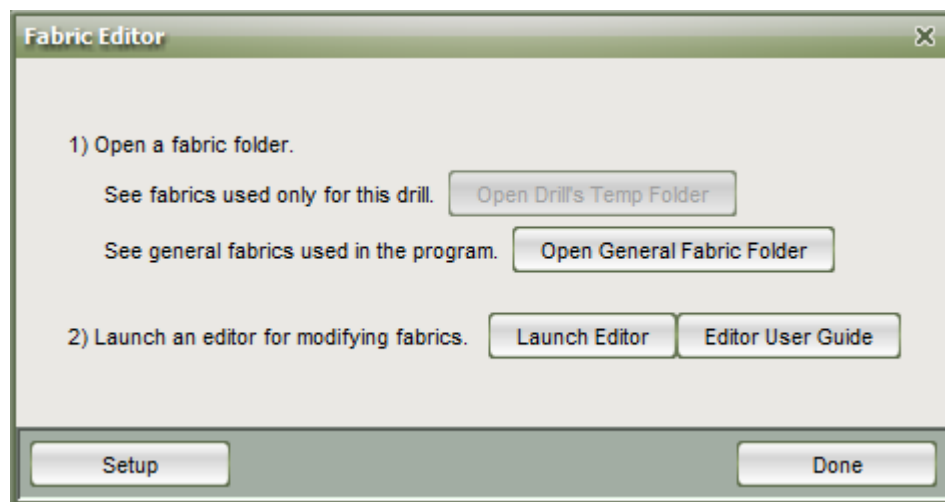 Fabric Editor
1) Open a fabric folder.
See fabrics used only for this drill. Open Drill's Temp Folder
See general fabrics used in the program. Open General Fabric Folder
2) Launch an editor for modifying fabrics. Launch Editor Editor User Guide
Setup Done